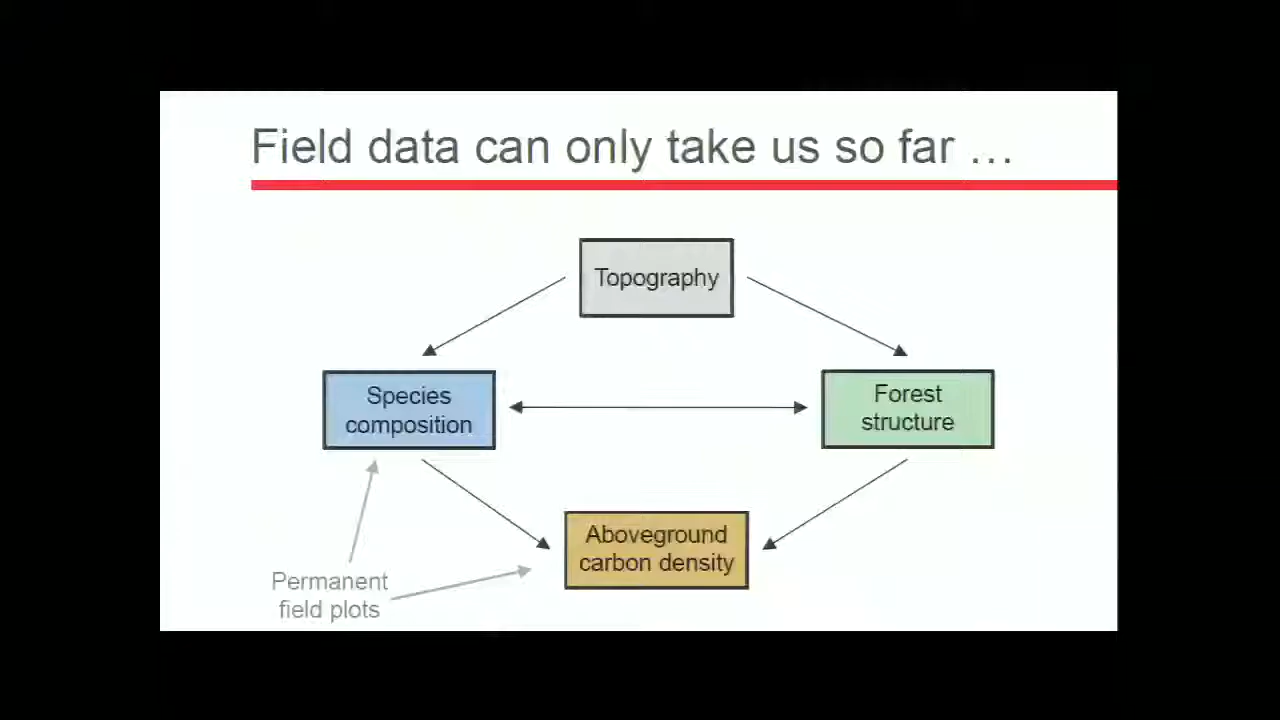 Field data can only take us so far …
Topography
Species
composition
Forest
structure
Aboveground
carbon density
Permanent
field plots